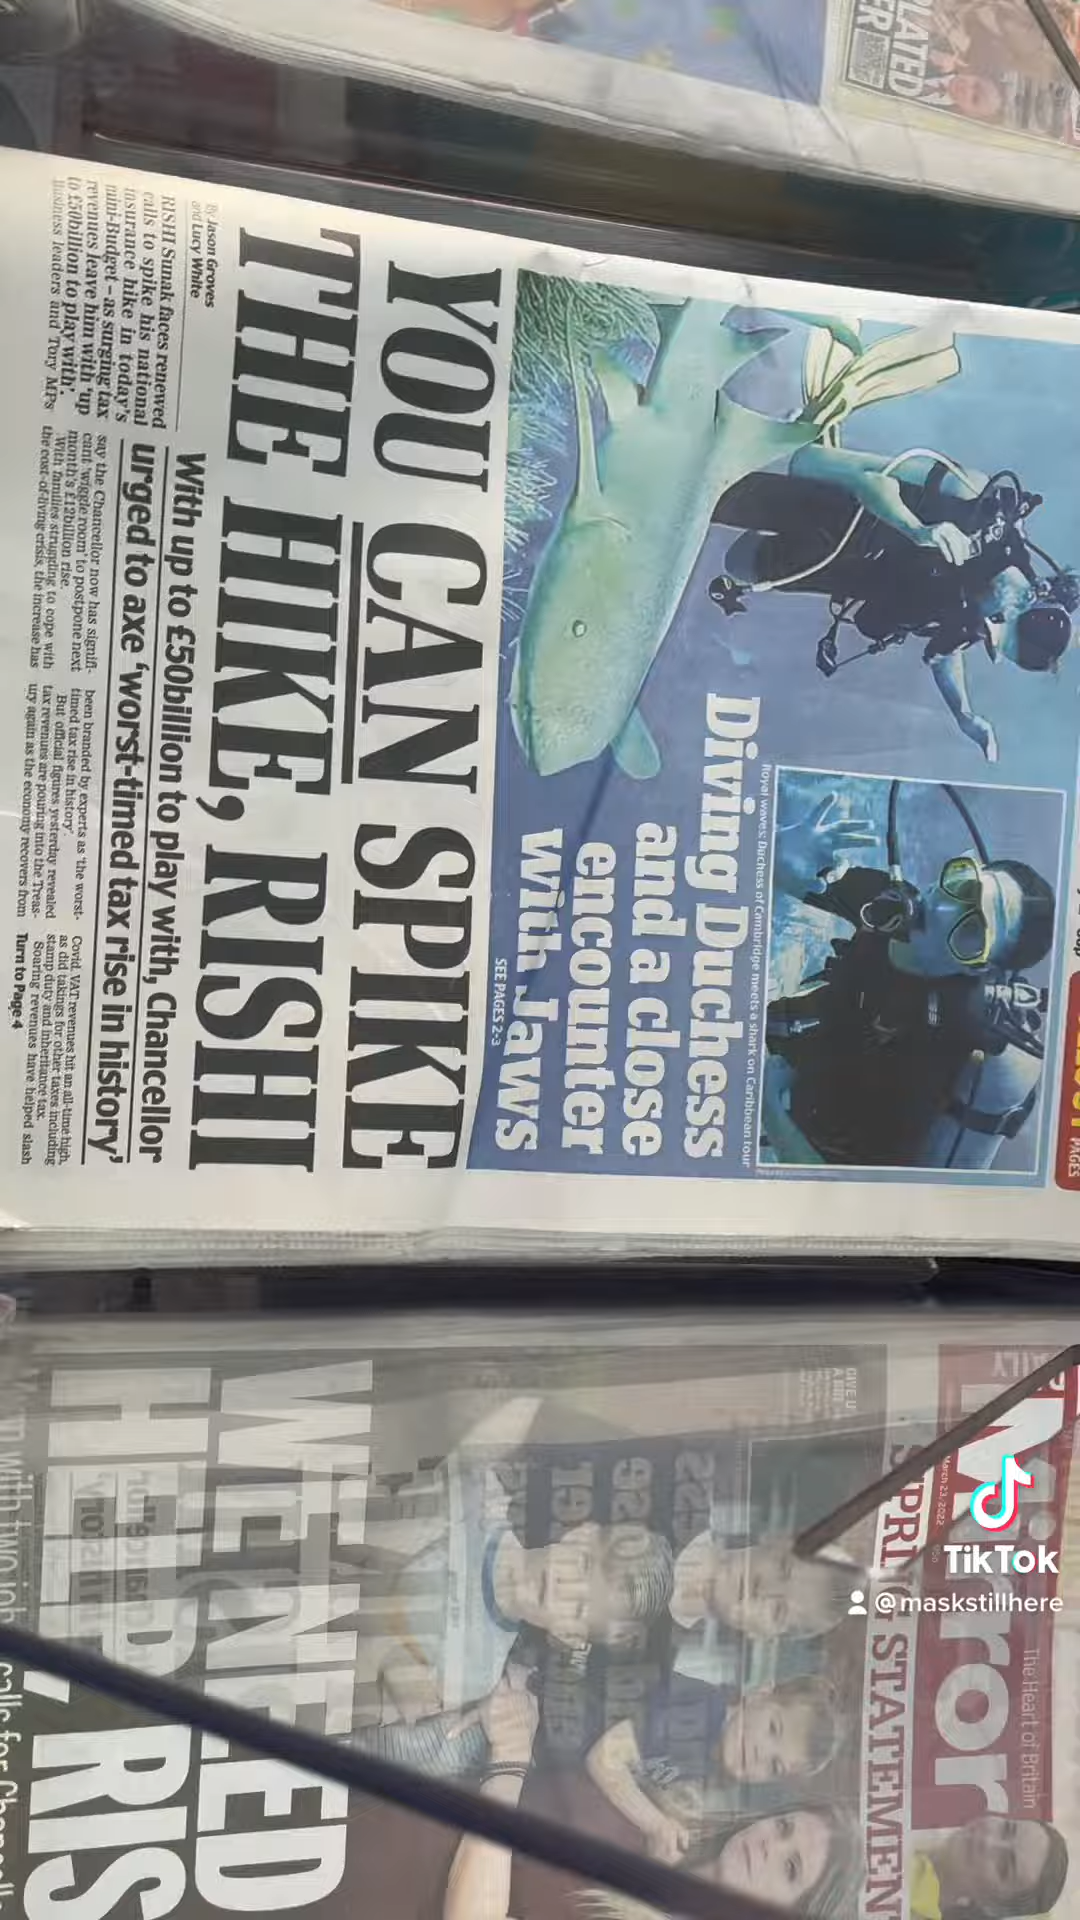 PLATED
Royal waves: Duchess of Cambridge meets a shark on Caribbean tour
Diving Duchess
and a close
encounter
with Jaws
SEE PAGES 2-3
PAGES
YOU CAN SPIKE
THE HIKE, RISHI
By Jason Groves
and Lucy White
With up to £50billion to play with, Chancellor
urged to axe ‘worst-timed tax rise in history’
RISHI Sunak faces renewed
calls to spike his national
insurance hike in today’s
mini-Budget – as surging tax
revenues leave him with ‘up
to £50billion to play with’.
Business leaders and Tory MPs
say the Chancellor now has signifi-
cant ‘wiggle room’ to postpone next
month’s £12billion rise.
With families struggling to cope with
the cost-of-living crisis, the increase has
been branded by experts as ‘the worst-
timed tax rise in history’.
But official figures yesterday revealed
tax revenues are pouring into the Treas-
ury again as the economy recovers from
Covid. VAT revenues hit an all-time high,
as did takings for other taxes including
stamp duty and inheritance tax.
Soaring revenues have helped slash
Turn to Page 4
DAILY
Mirror
The Heart of Britain
March 23, 2022
SPRING STATEMEN
WE NEED
HELP, RIS
TikTok
@maskstillhere